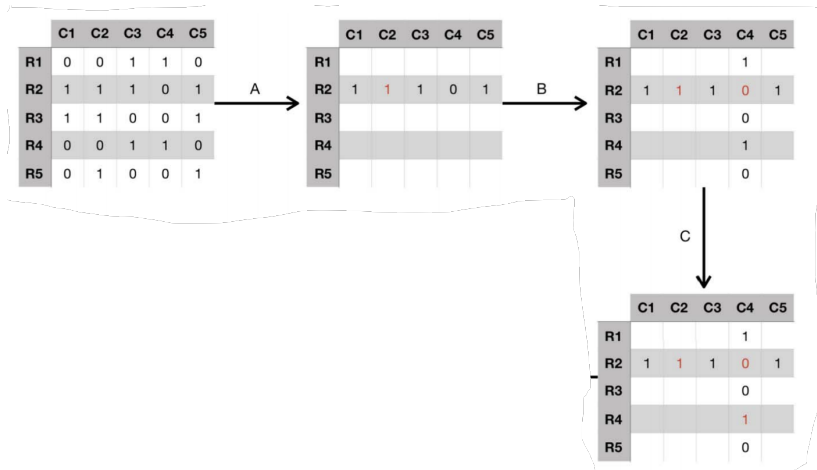 C1 C2 C3 C4 C5
R1 0 0 1 1 0
R2 1 1 1 0 1
R3 1 1 0 0 1
R4 0 0 1 1 0
R5 0 1 0 0 1
A
C1 C2 C3 C4 C5
R1
R2 1 1 1 0 1
R3
R4
R5
B
C1 C2 C3 C4 C5
R1 1
R2 1 1 1 0 1
R3 0
R4 1
R5 0
C
C1 C2 C3 C4 C5
R1 1
R2 1 1 1 0 1
R3 0
R4 1
R5 0